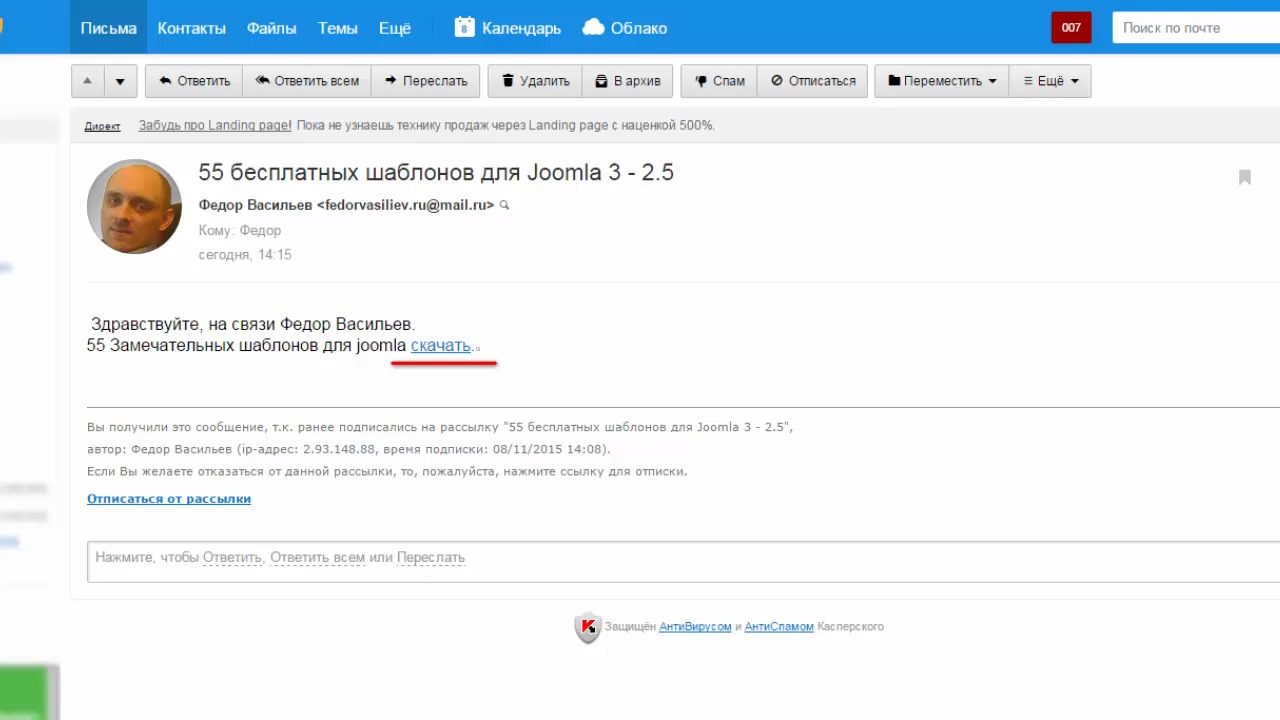 Письма Контакты Файлы Темы Ещё 8 Календарь Облако 007 Поиск по почте
Ответить Ответить всем Переслать Удалить В архив Спам Отписаться Переместить Ещё
Директ Забудь про Landing page! Пока не узнаешь технику продаж через Landing page с наценкой 500%.
55 бесплатных шаблонов для Joomla 3 - 2.5
Федор Васильев <fedorvasiliev.ru@mail.ru>
Кому: Федор
сегодня, 14:15
Здравствуйте, на связи Федор Васильев.
55 Замечательных шаблонов для joomla скачать.
Вы получили это сообщение, т.к. ранее подписались на рассылку "55 бесплатных шаблонов для Joomla 3 - 2.5",
автор: Федор Васильев (ip-адрес: 2.93.148.88, время подписки: 08/11/2015 14:08).
Если Вы желаете отказаться от данной рассылки, то, пожалуйста, нажмите ссылку для отписки.
Отписаться от рассылки
Нажмите, чтобы Ответить, Ответить всем или Переслать
Защищён АнтиВирусом и АнтиСпамом Касперского